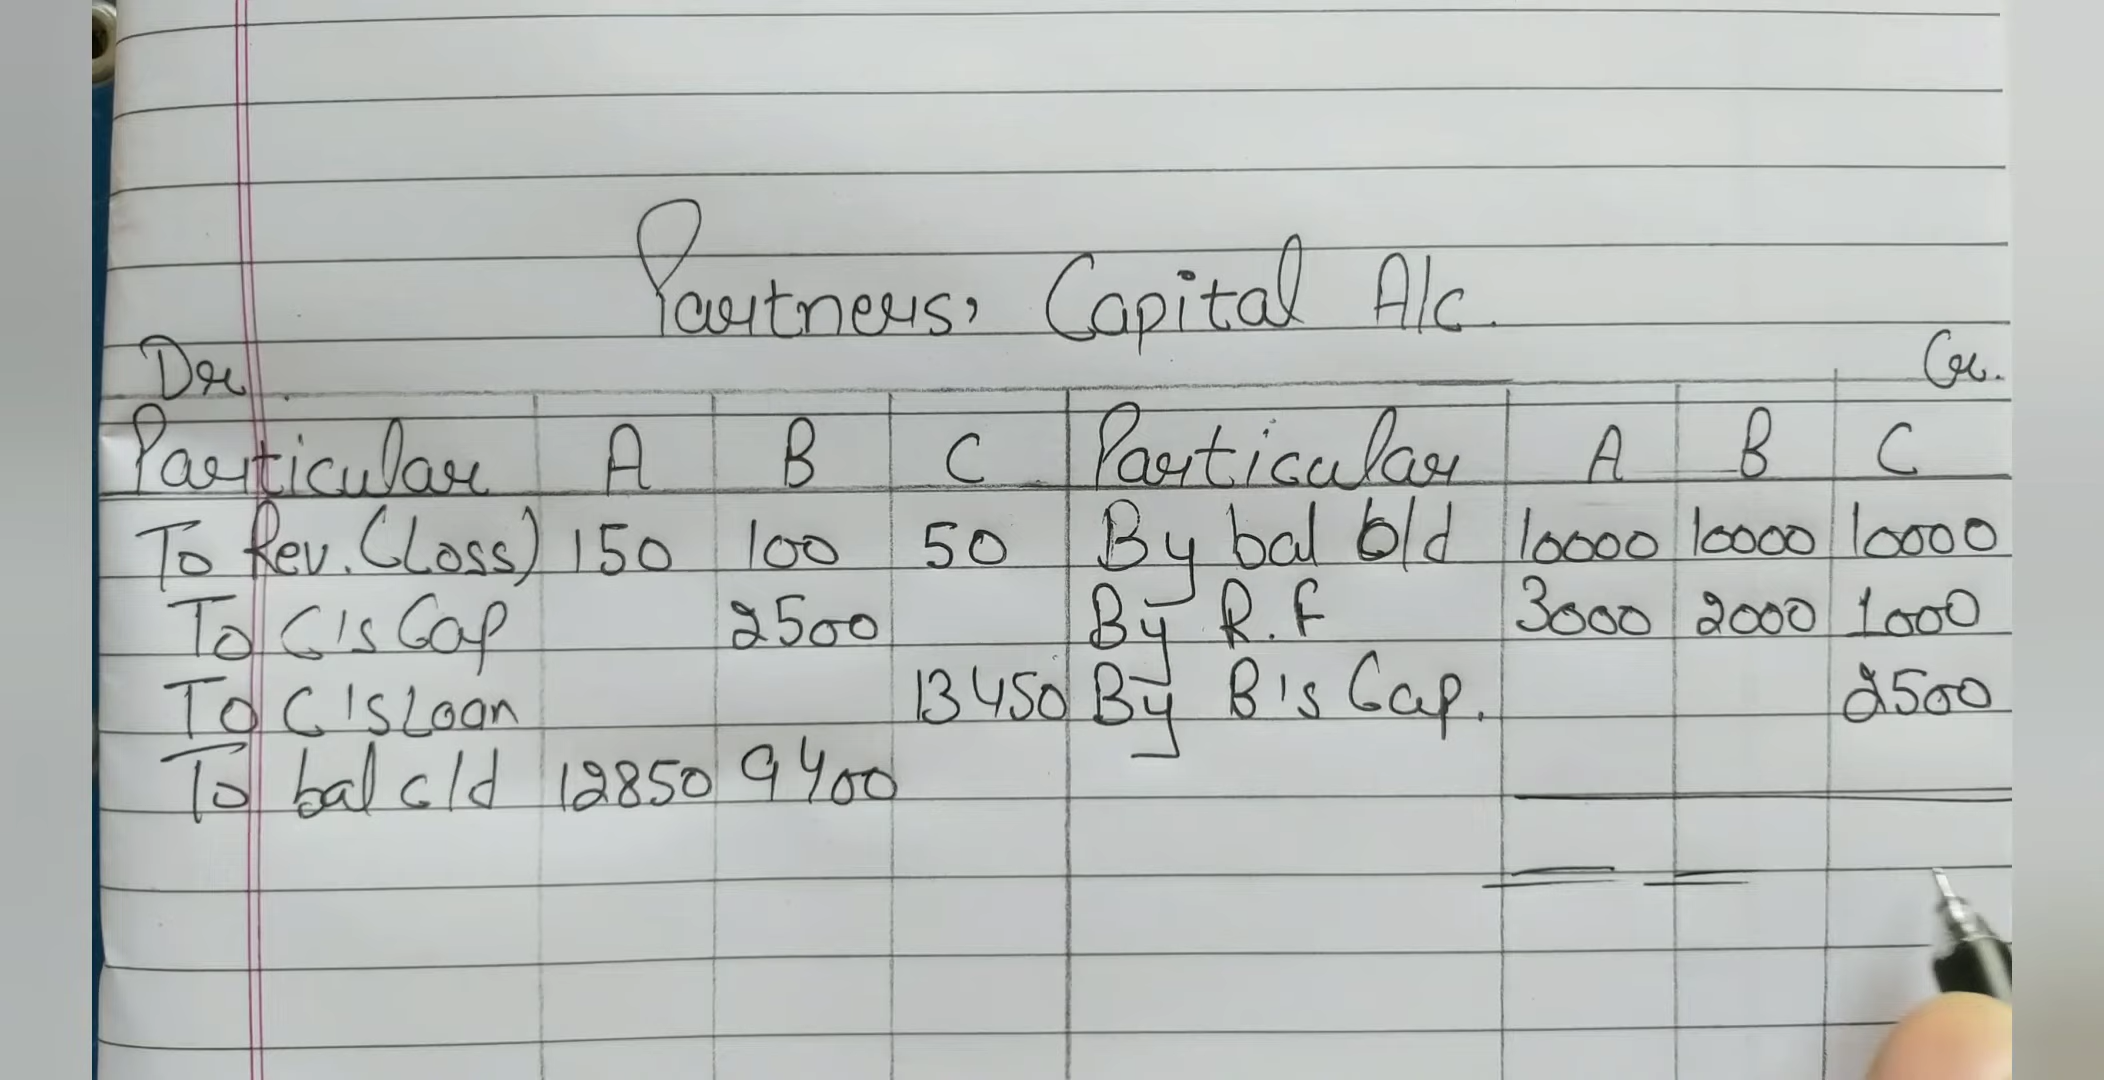 Partners, Capital A/c.
Dr. Cr.
Particular A B C Particular A B C
To Rev. (Loss) 150 100 50 By bal b/d 10000 10000 10000
To C's Cap 2500 By R.F 3000 2000 1000
To C's Loan 13450 By B's Cap. 2500
To bal c/d 12850 9400